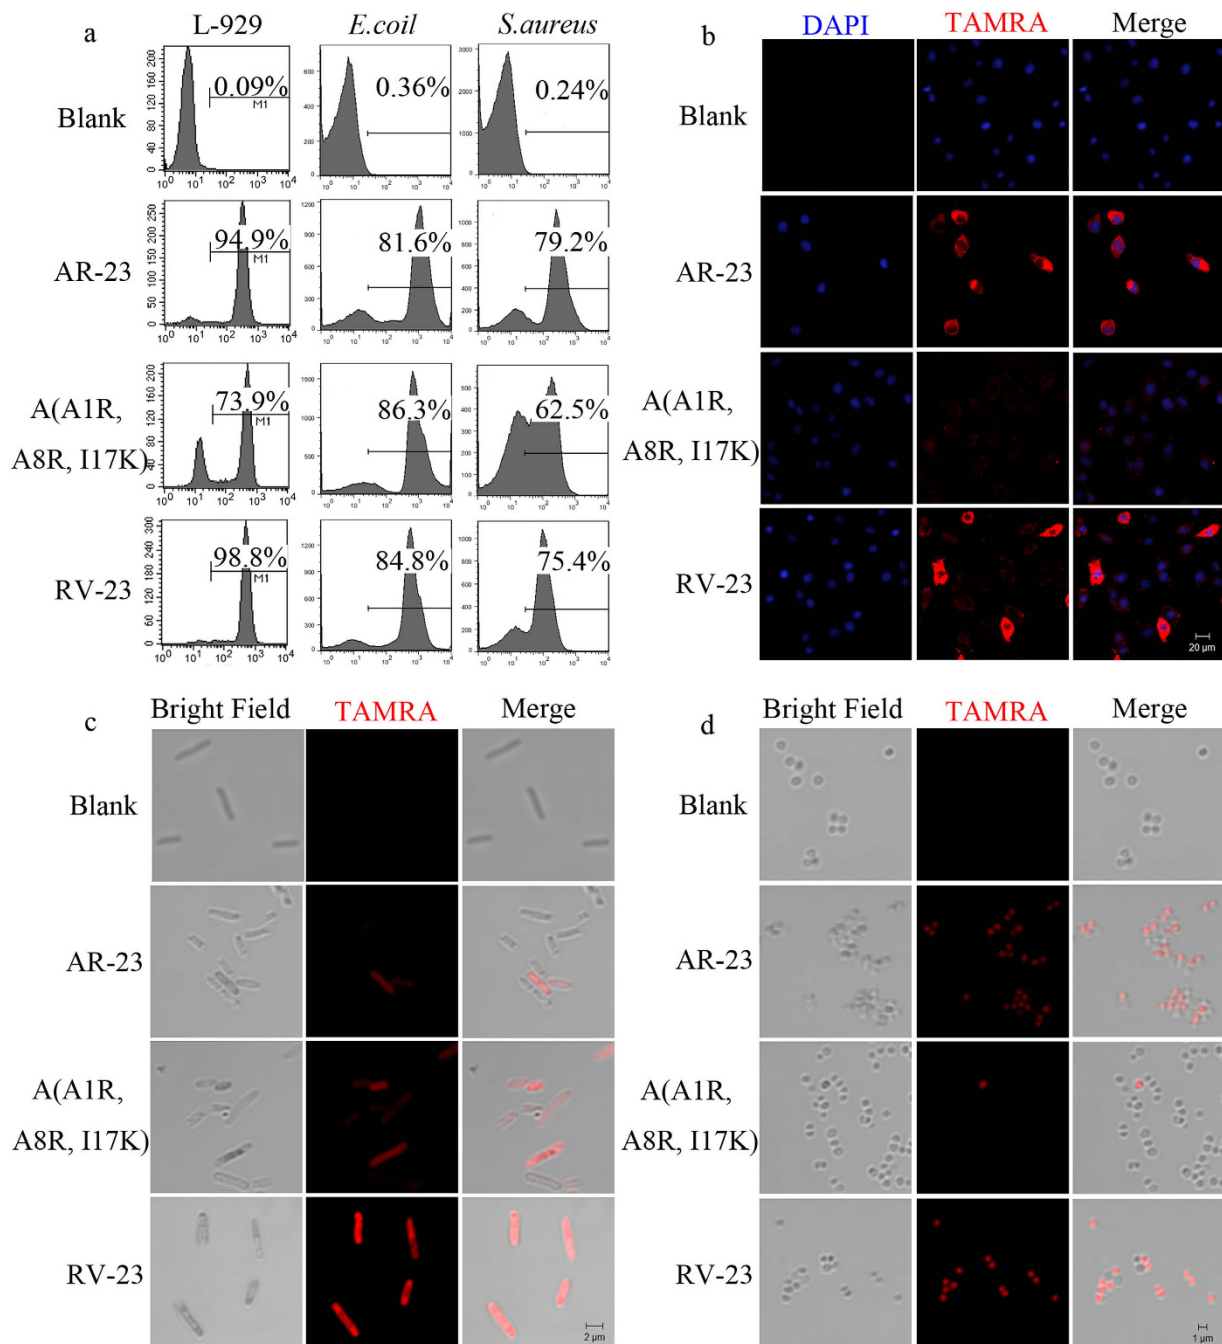 a
L-929
E.coil
S.aureus
Blank
0.09%
M1
0.36%
0.24%
AR-23
94.9%
M1
81.6%
79.2%
A(A1R,
A8R, I17K)
73.9%
M1
86.3%
62.5%
RV-23
98.8%
M1
84.8%
75.4%
b
DAPI
TAMRA
Merge
Blank
AR-23
A(A1R,
A8R, I17K)
RV-23
20 µm
c
Bright Field
TAMRA
Merge
Blank
AR-23
A(A1R,
A8R, I17K)
RV-23
2 µm
d
Bright Field
TAMRA
Merge
Blank
AR-23
A(A1R,
A8R, I17K)
RV-23
1 µm